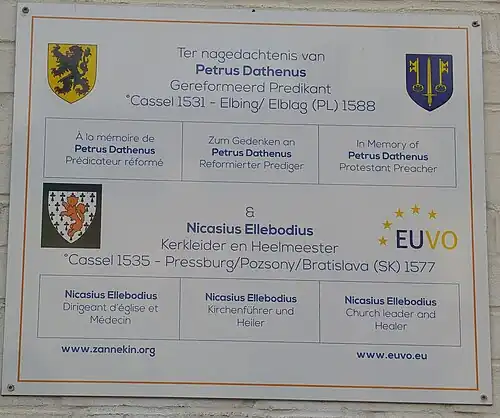 Ter nagedachtenis van
Petrus Dathenus
Gereformeerd Predikant
°Cassel 1531 - Elbing/ Elblag (PL) 1588
À la mémoire de
Petrus Dathenus
Prédicateur réformé
Zum Gedenken an
Petrus Dathenus
Reformierter Prediger
In Memory of
Petrus Dathenus
Protestant Preacher
&
Nicasius Ellebodius
Kerkleider en Heelmeester
°Cassel 1535 - Pressburg/Pozsony/Bratislava (SK) 1577
EUVO
Nicasius Ellebodius
Dirigeant d'église et
Médecin
Nicasius Ellebodius
Kirchenführer und
Heiler
Nicasius Ellebodius
Church leader and
Healer
www.zannekin.org
www.euvo.eu